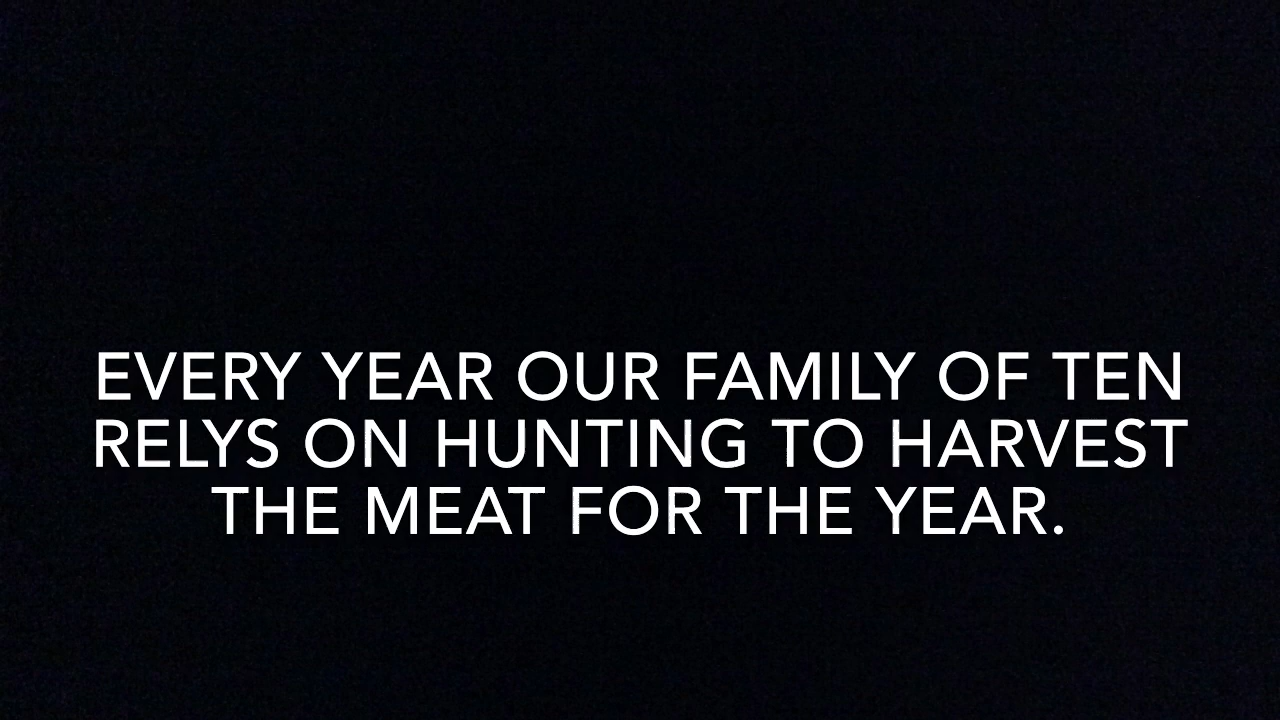 EVERY YEAR OUR FAMILY OF TEN
RELYS ON HUNTING TO HARVEST
THE MEAT FOR THE YEAR.